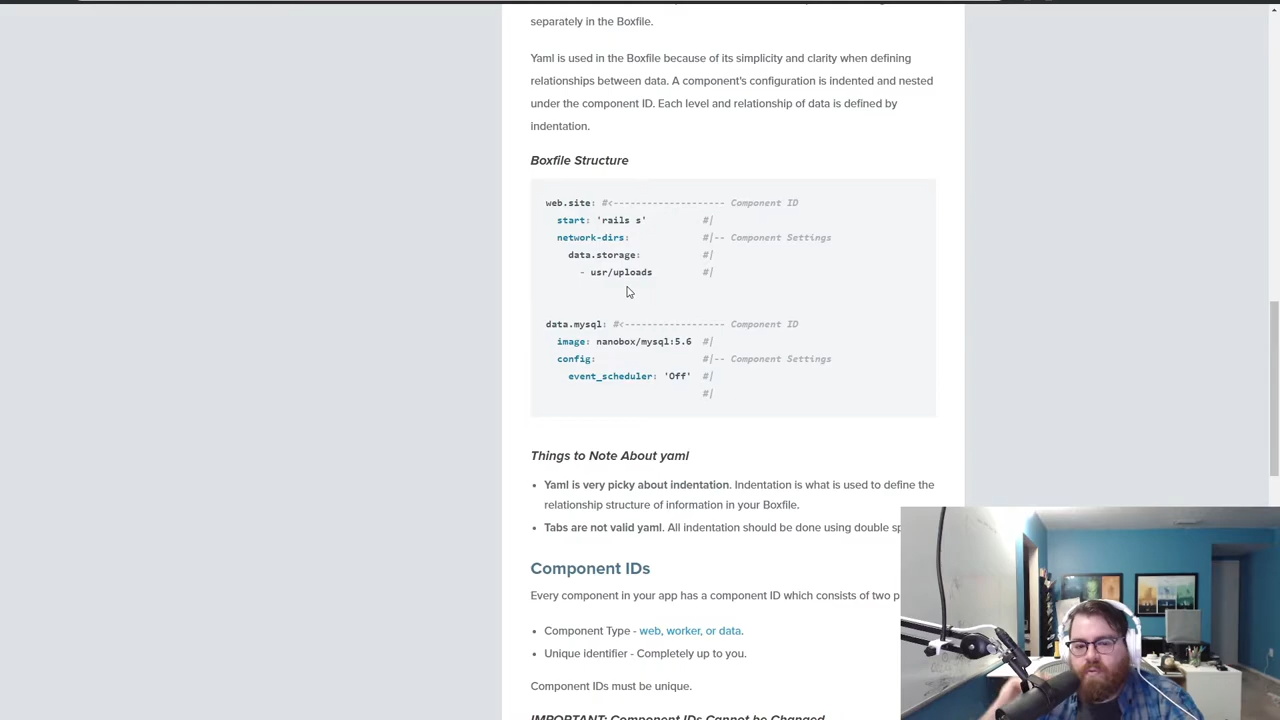 separately in the Boxfile.
Yaml is used in the Boxfile because of its simplicity and clarity when defining
relationships between data. A component's configuration is indented and nested
under the component ID. Each level and relationship of data is defined by
indentation.
Boxfile Structure
web.site: #<-------------------- Component ID
start: 'rails s' #|
network-dirs: #|-- Component Settings
data.storage: #|
- usr/uploads #|
data.mysql: #<------------------ Component ID
image: nanobox/mysql:5.6 #|
config: #|-- Component Settings
event_scheduler: 'Off' #|
#|
Things to Note About yaml
• Yaml is very picky about indentation. Indentation is what is used to define the
relationship structure of information in your Boxfile.
• Tabs are not valid yaml. All indentation should be done using double sp
Component IDs
Every component in your app has a component ID which consists of two p
• Component Type - web, worker, or data.
• Unique identifier - Completely up to you.
Component IDs must be unique.
IMPORTANT: Component IDs Cannot be Changed